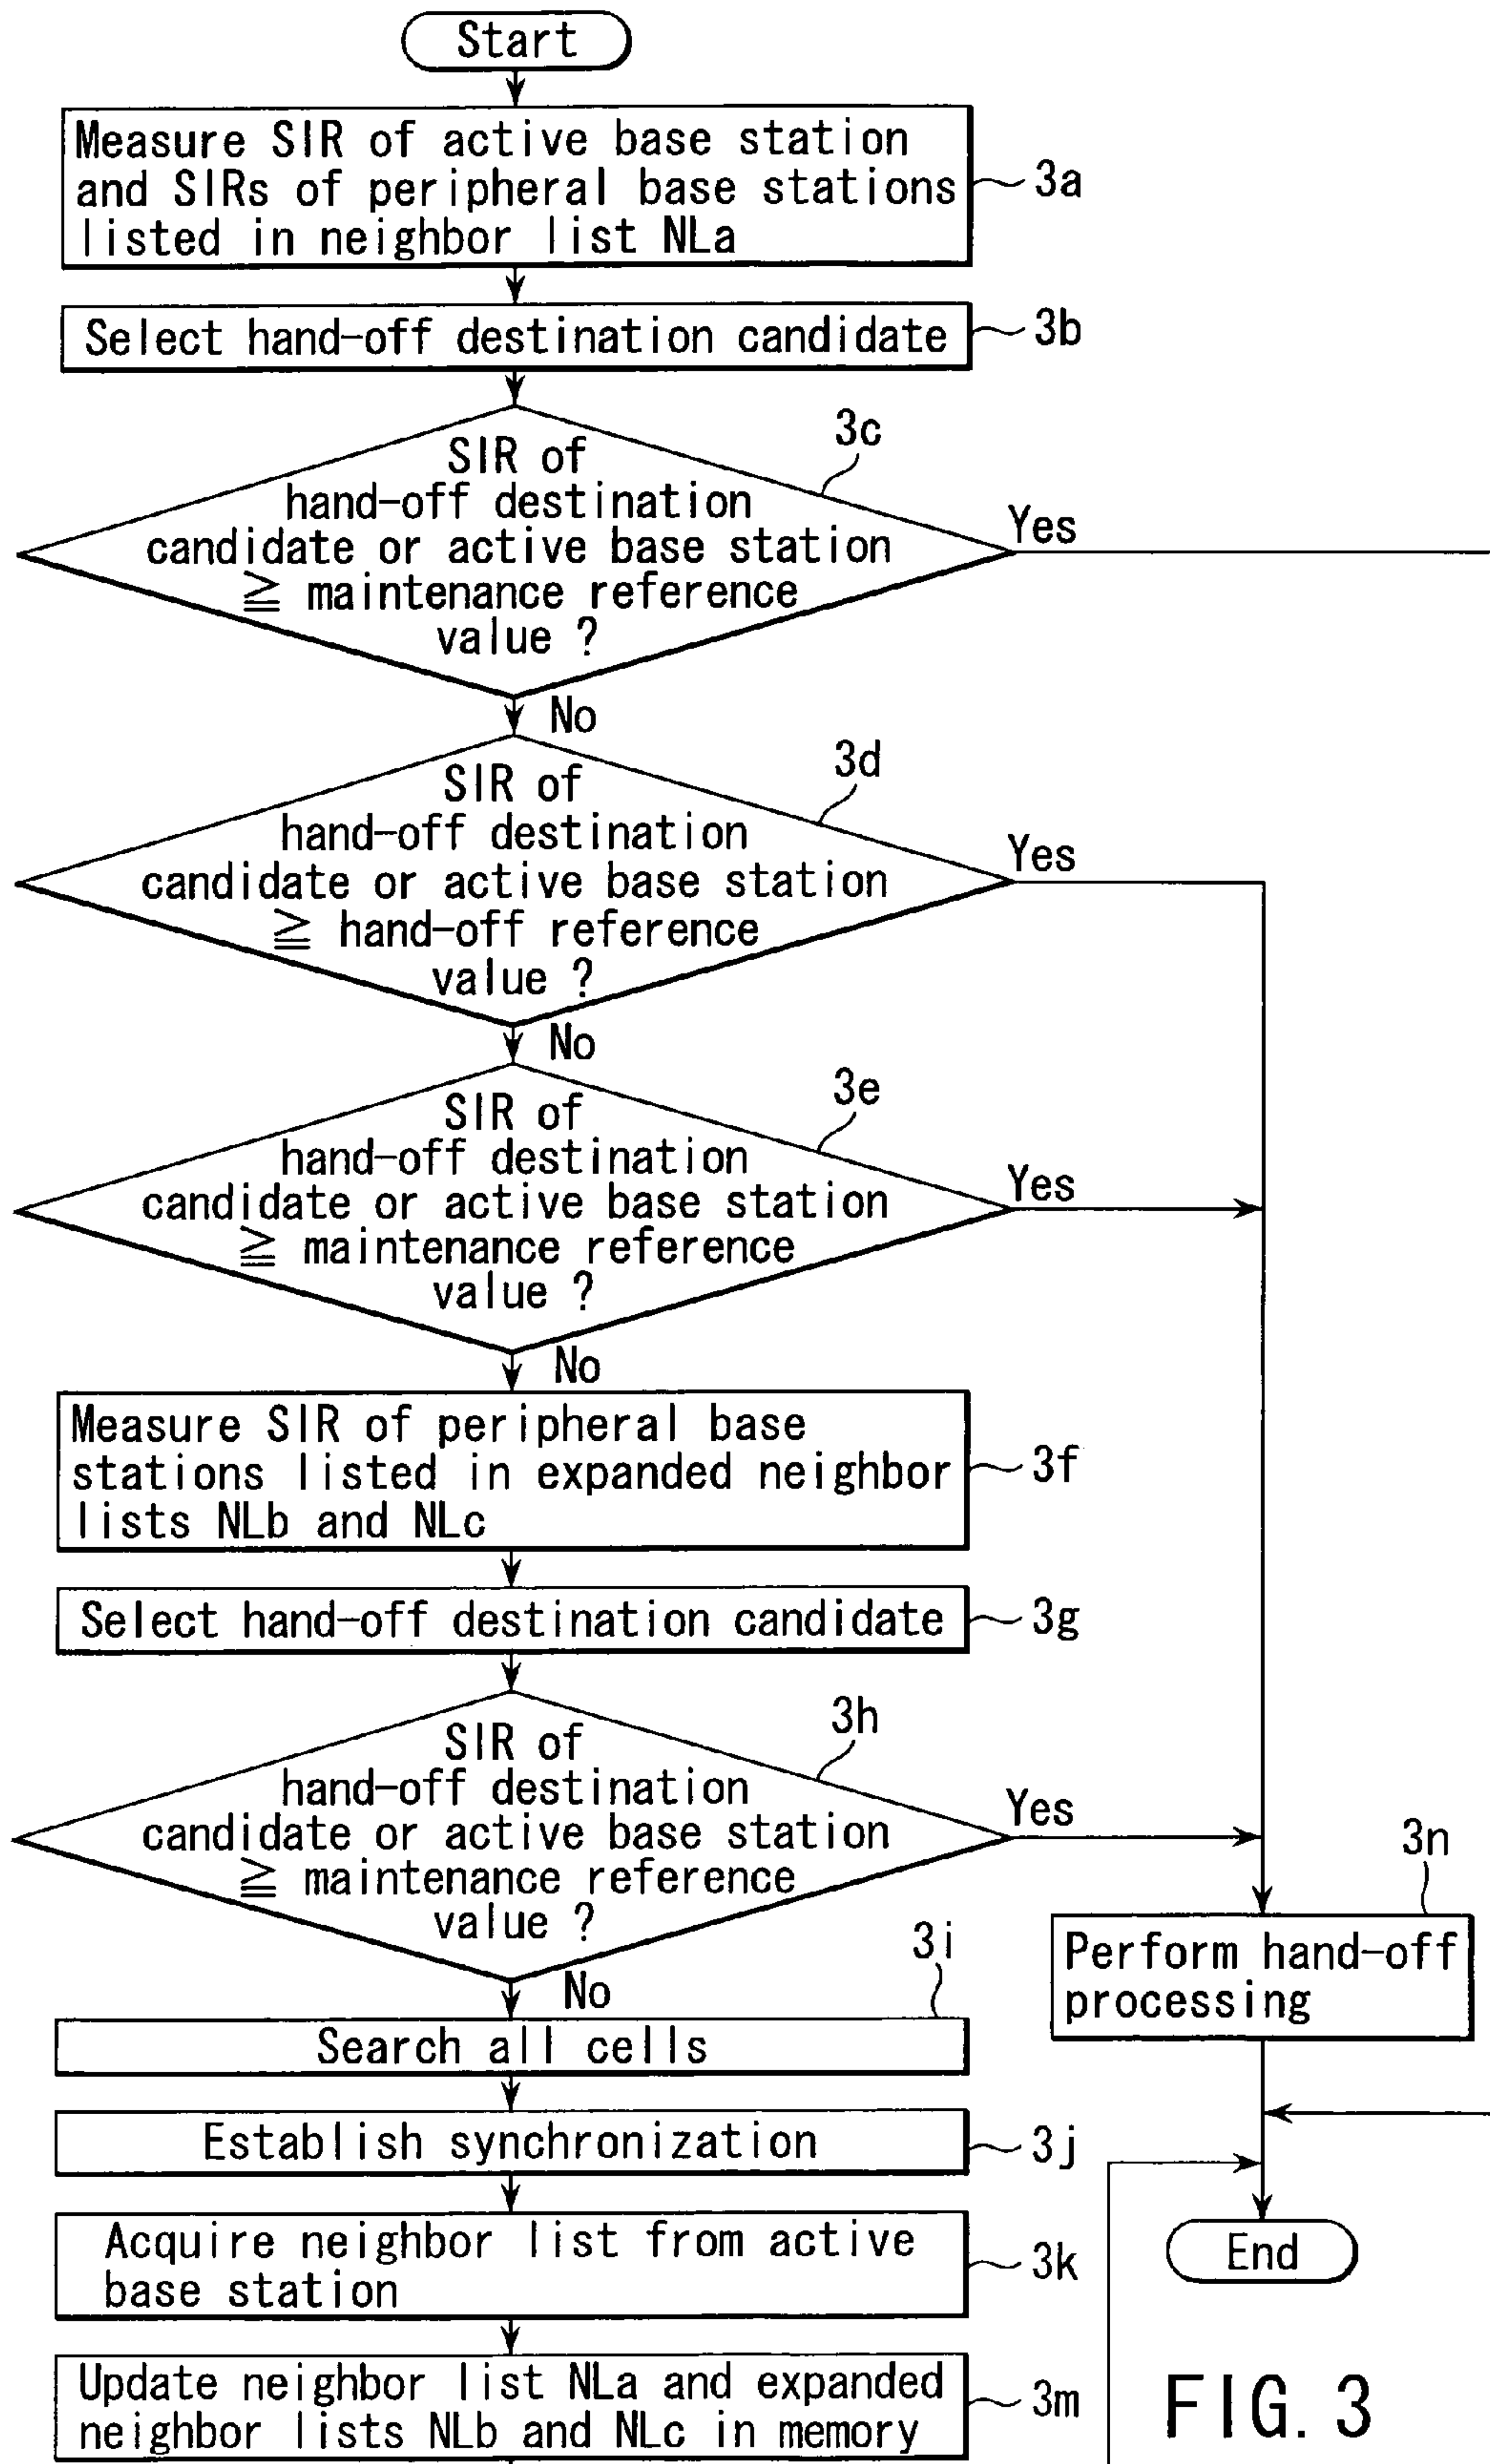 Start
Measure SIR of active base station
and SIRs of peripheral base stations
listed in neighbor list NLa
3a
Select hand-off destination candidate
3b
3c
SIR of
hand-off destination
candidate or active base station
≧ maintenance reference
value ?
Yes
No
3d
SIR of
hand-off destination
candidate or active base station
≧ hand-off reference
value ?
Yes
No
3e
SIR of
hand-off destination
candidate or active base station
≧ maintenance reference
value ?
Yes
No
Measure SIR of peripheral base
stations listed in expanded neighbor
lists NLb and NLc
3f
Select hand-off destination candidate
3g
3h
SIR of
hand-off destination
candidate or active base station
≧ maintenance reference
value ?
Yes
No
3n
Perform hand-off
processing
3i
Search all cells
Establish synchronization
3j
Acquire neighbor list from active
base station
3k
End
Update neighbor list NLa and expanded
neighbor lists NLb and NLc in memory
3m
FIG. 3